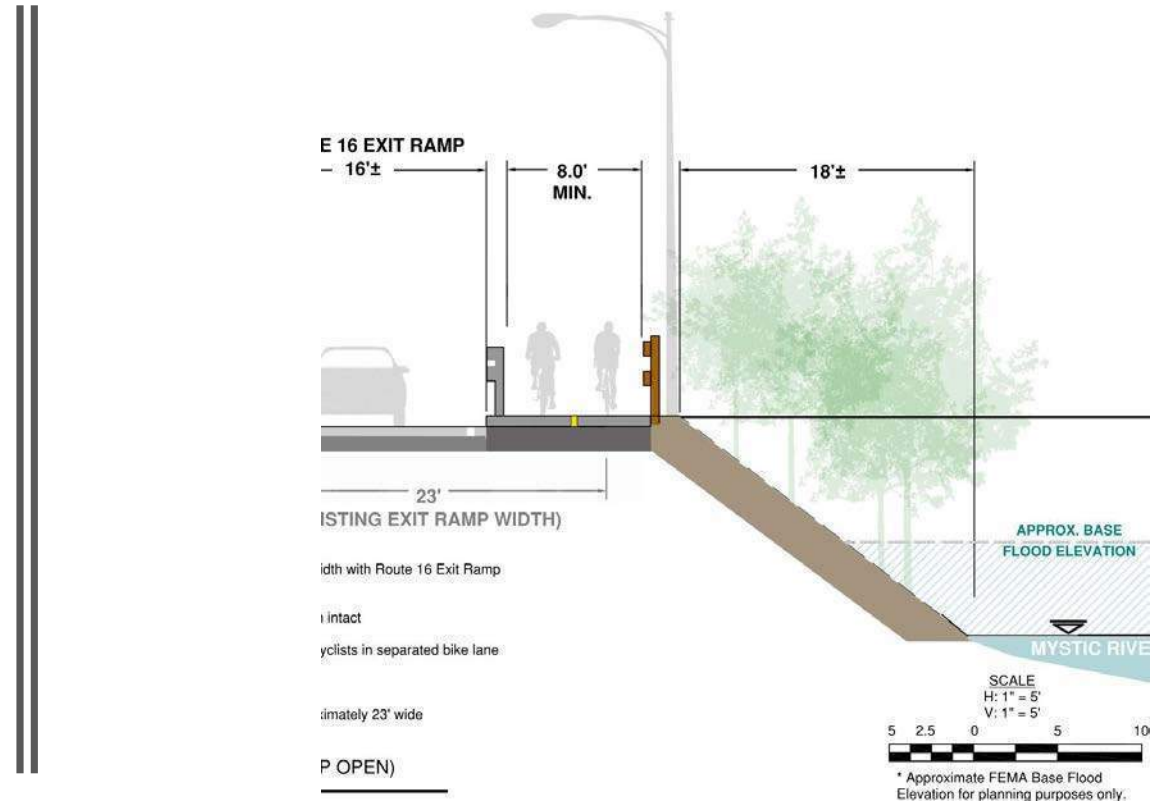 E 16 EXIT RAMP
16'±
8.0'
MIN.
18'±
23'
ISTING EXIT RAMP WIDTH)
APPROX. BASE
FLOOD ELEVATION
idth with Route 16 Exit Ramp
intact
yclists in separated bike lane
MYSTIC RIVE
SCALE
H: 1" = 5'
V: 1" = 5'
ximately 23' wide
5 2.5 0 5 10
P OPEN)
* Approximate FEMA Base Flood
Elevation for planning purposes only.